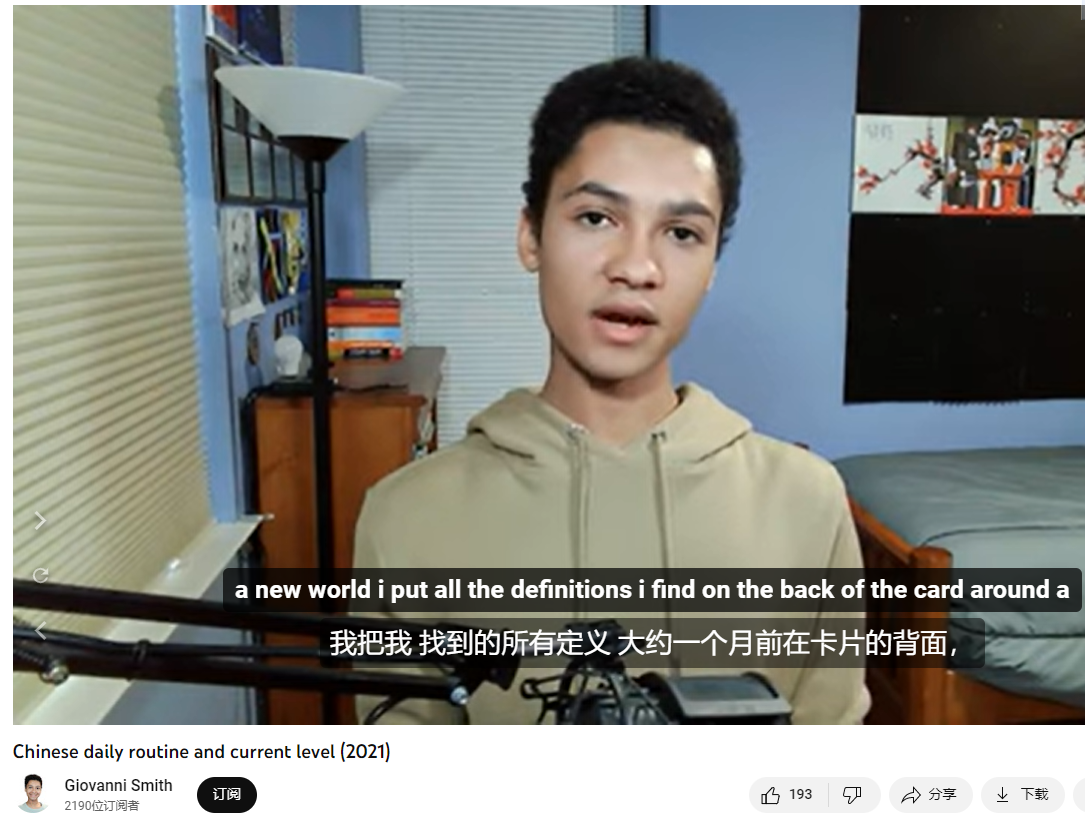 a new world i put all the definitions i find on the back of the card around a
我把我 找到的所有定义 大约一个月前在卡片的背面，
Chinese daily routine and current level (2021)
Giovanni Smith
2190位订阅者
订阅
193
分享
下载